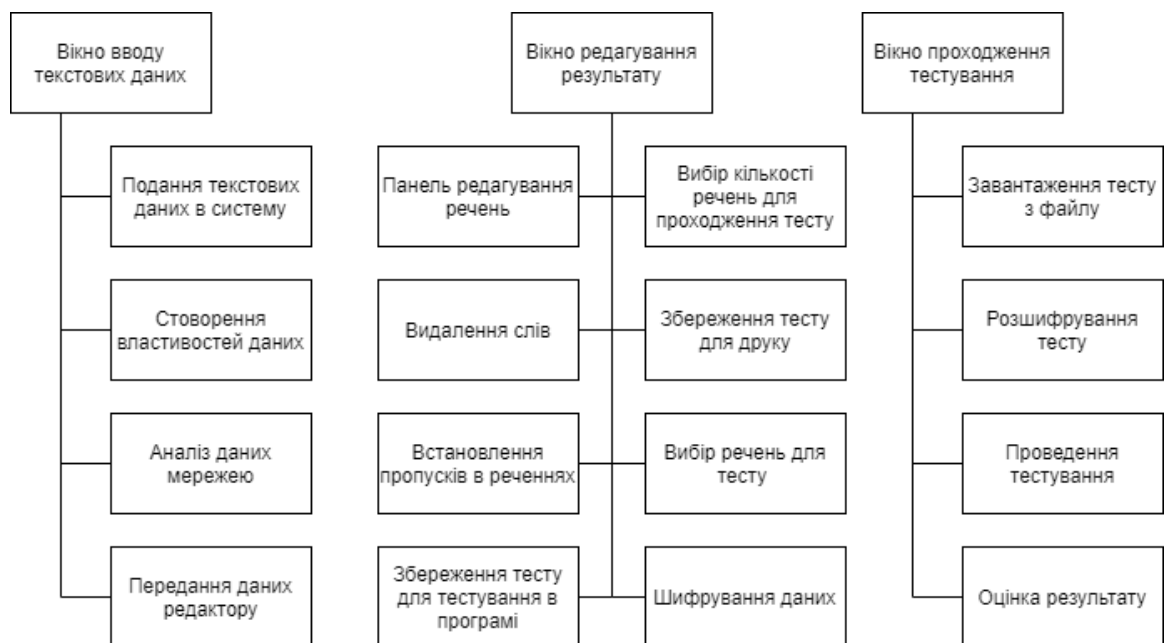 Вікно вводу
текстових даних
Подання текстових
даних в систему
Стоворення
властивостей даних
Аналіз даних
мережею
Передання даних
редактору
Вікно редагування
результату
Панель редагування
речень
Вибір кількості
речень для
проходження тесту
Видалення слів
Збереження тесту
для друку
Встановлення
пропусків в реченнях
Вибір речень для
тесту
Збереження тесту
для тестування в
програмі
Шифрування даних
Вікно проходження
тестування
Завантаження тесту
з файлу
Розшифрування
тесту
Проведення
тестування
Оцінка результату